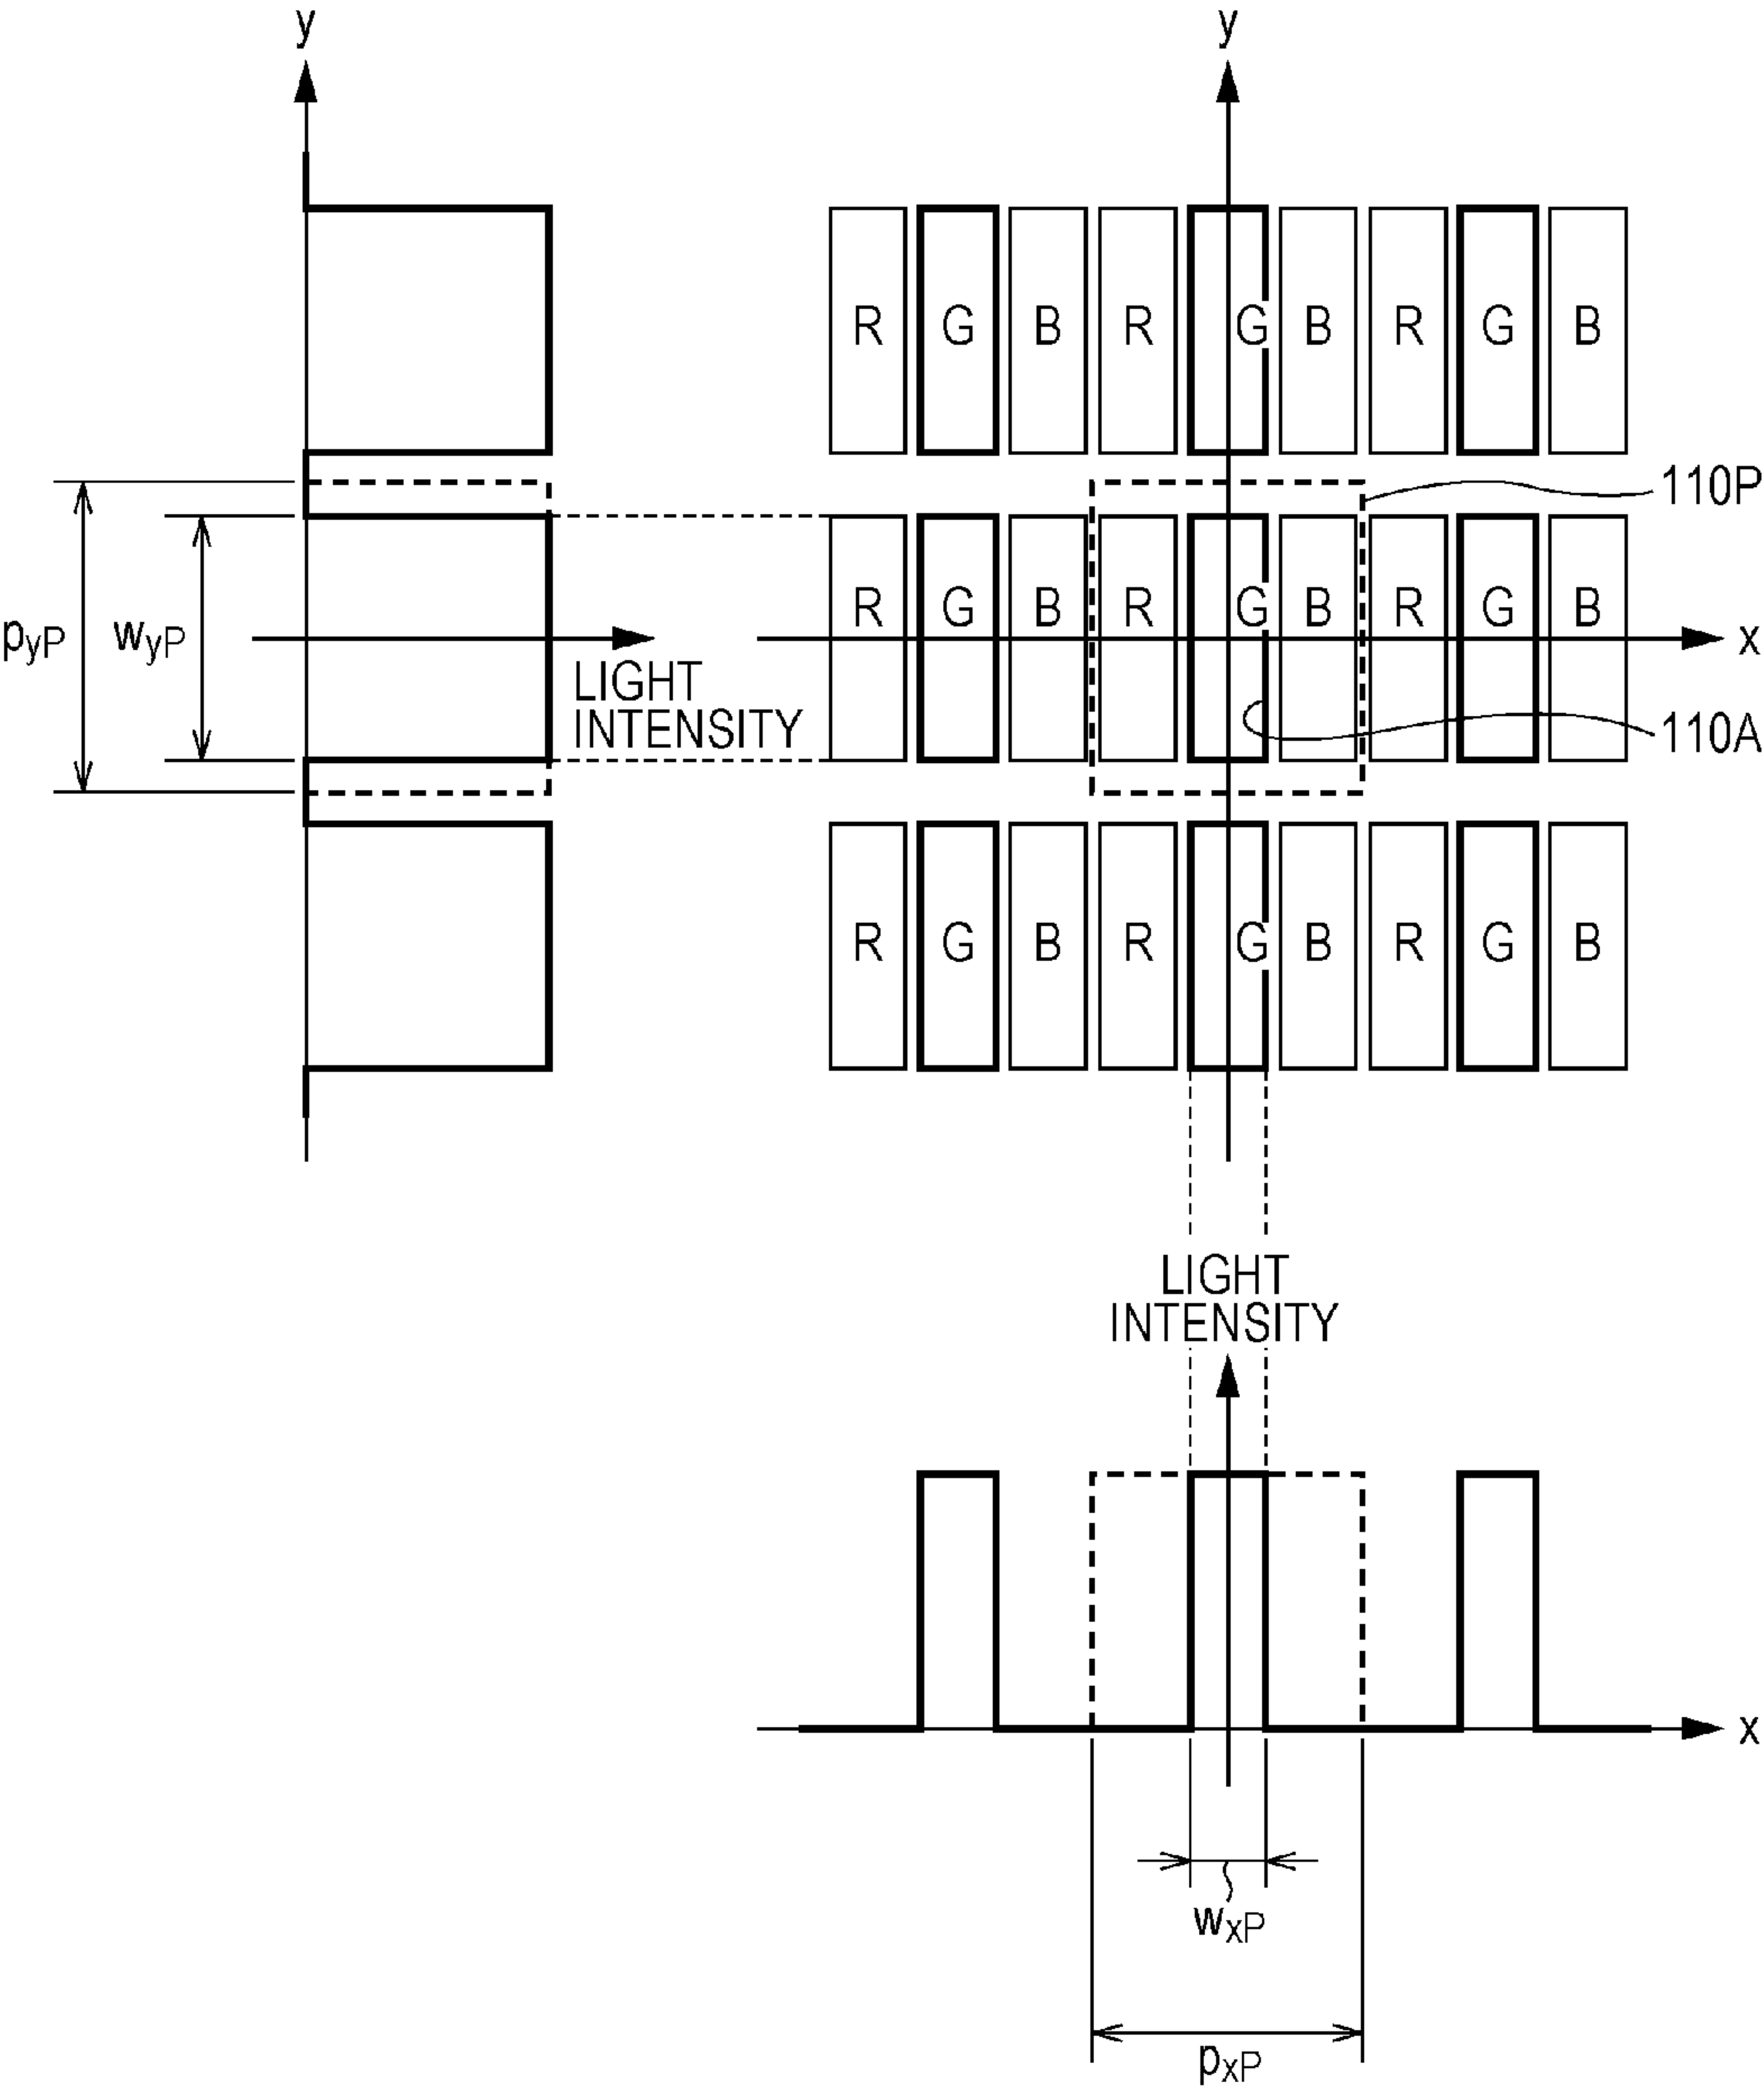 y y
R G B R G B R G B
110P
R G B R G B R G B
pyP wyP x
LIGHT
INTENSITY
110A
R G B R G B R G B
LIGHT
INTENSITY
x
wxP
pxP